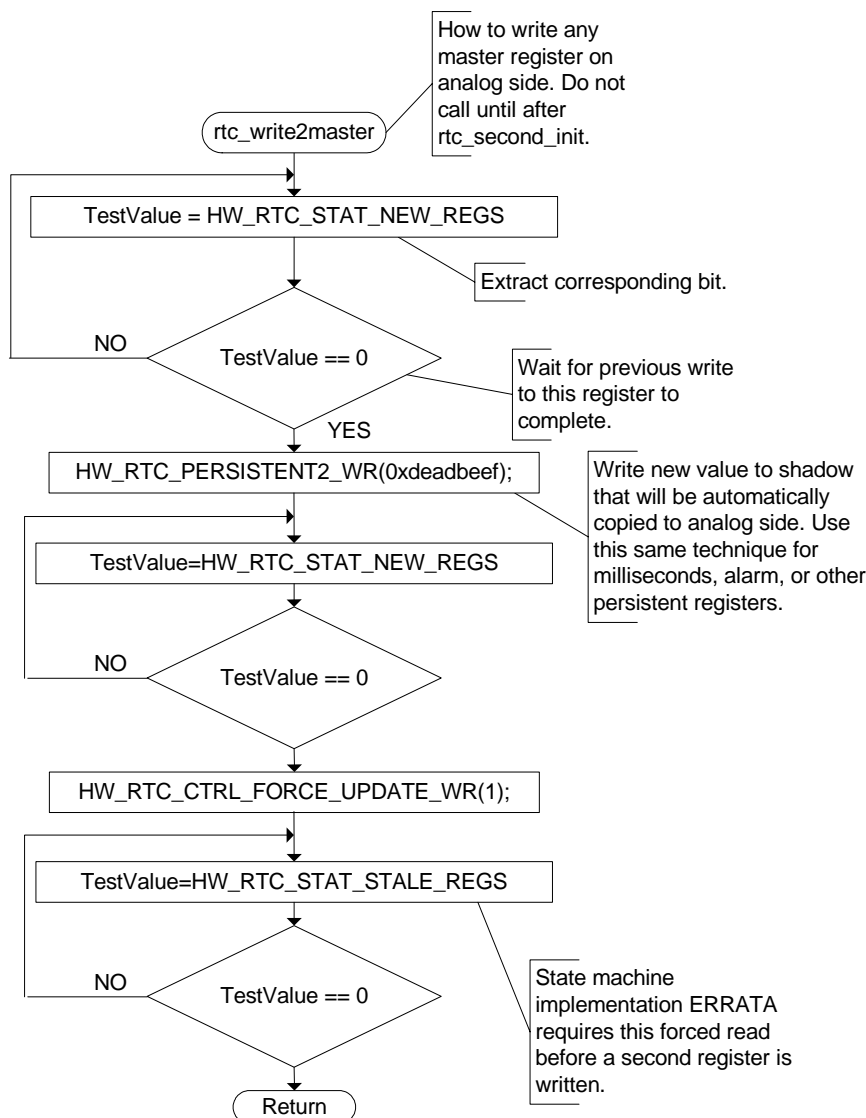 How to write any
master register on
analog side. Do not
call until after
rtc_second_init.
rtc_write2master
TestValue = HW_RTC_STAT_NEW_REGS
Extract corresponding bit.
NO
TestValue == 0
Wait for previous write
to this register to
complete.
YES
HW_RTC_PERSISTENT2_WR(0xdeadbeef);
Write new value to shadow
that will be automatically
copied to analog side. Use
this same technique for
milliseconds, alarm, or other
persistent registers.
TestValue=HW_RTC_STAT_NEW_REGS
NO
TestValue == 0
HW_RTC_CTRL_FORCE_UPDATE_WR(1);
TestValue=HW_RTC_STAT_STALE_REGS
NO
TestValue == 0
State machine
implementation ERRATA
requires this forced read
before a second register is
written.
Return